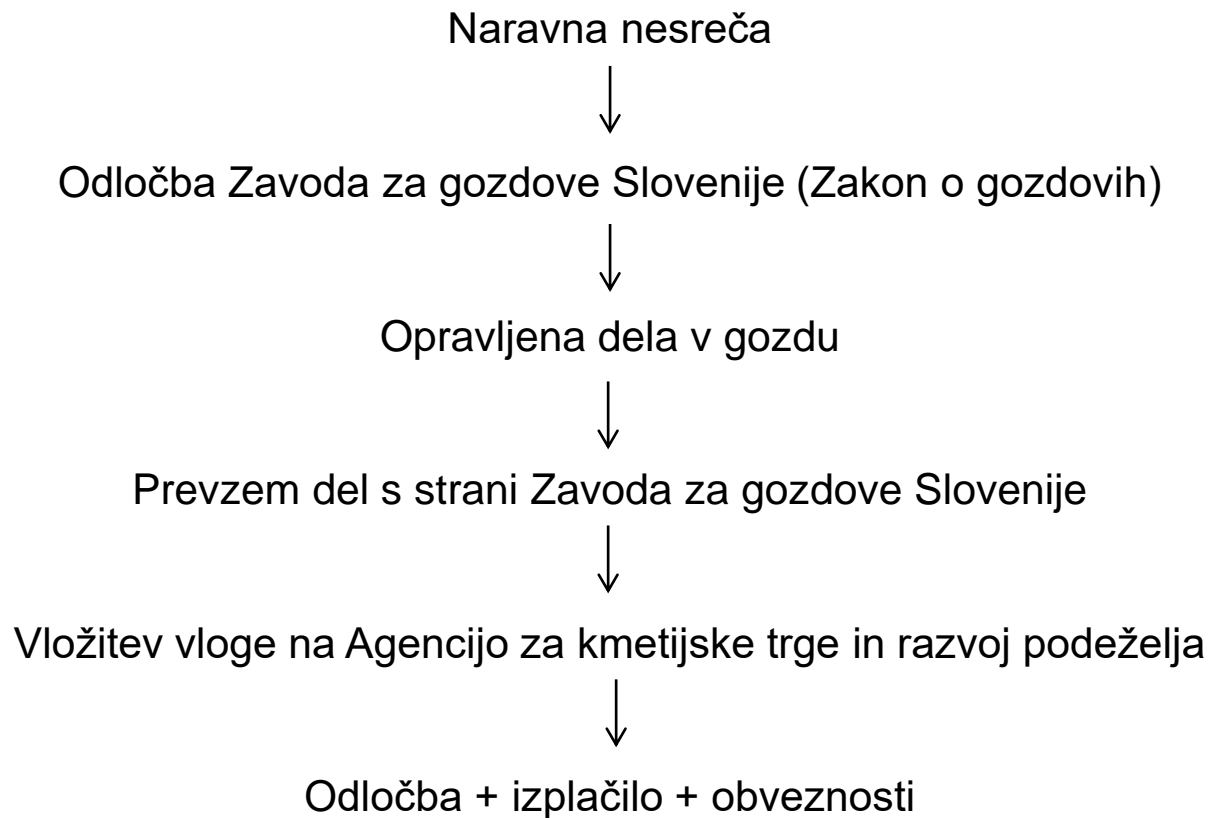 Naravna nesreča
Odločba Zavoda za gozdove Slovenije (Zakon o gozdovih)
Opravljena dela v gozdu
Prevzem del s strani Zavoda za gozdove Slovenije
Vložitev vloge na Agencijo za kmetijske trge in razvoj podeželja
Odločba + izplačilo + obveznosti